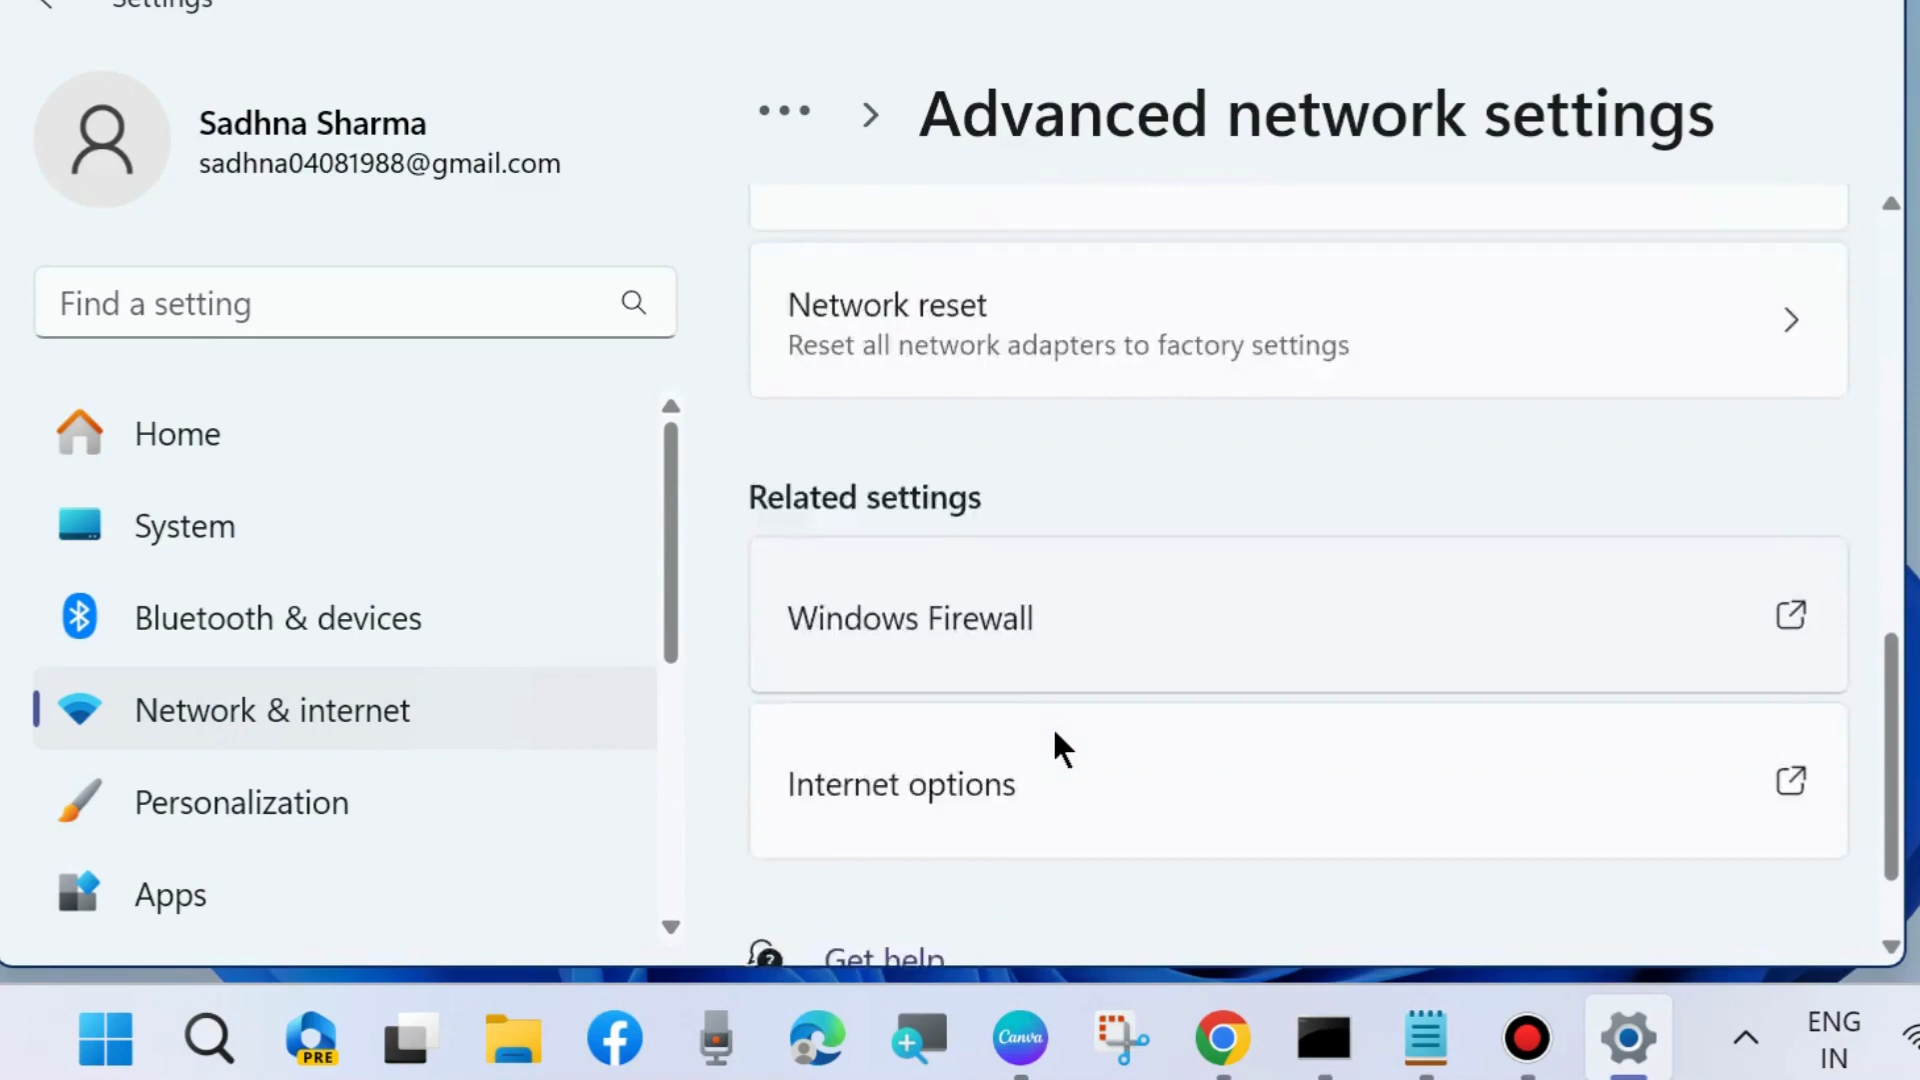 Settings
Sadhna Sharma
sadhna04081988@gmail.com
Find a setting
Home
System
Bluetooth & devices
Network & internet
Personalization
Apps
Advanced network settings
Network reset
Reset all network adapters to factory settings
Related settings
Windows Firewall
Internet options
Get help
PRE
Canva
ENG
IN